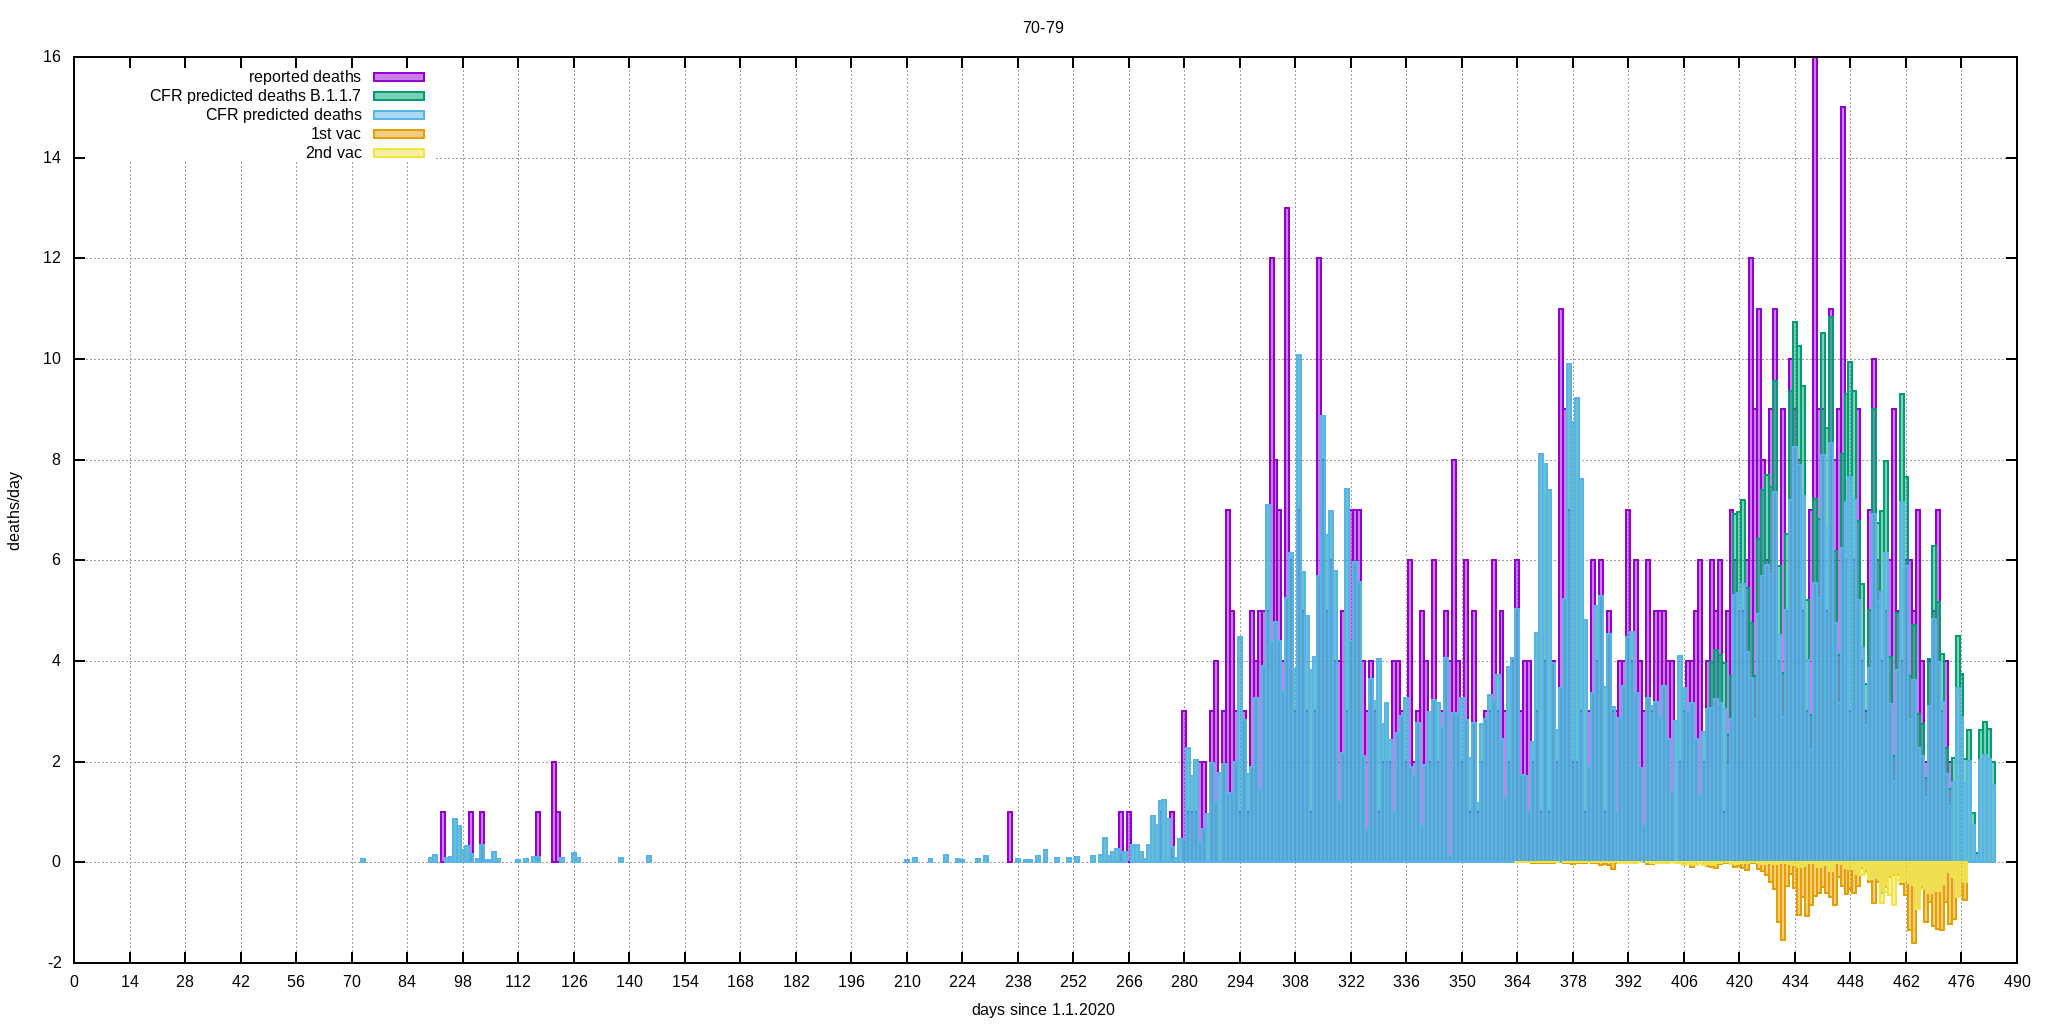 70-79
16
14
12
10
8
6
4
2
0
-2
reported deaths
CFR predicted deaths B.1.1.7
CFR predicted deaths
1st vac
2nd vac
deaths/day
0 14 28 42 56 70 84 98 112 126 140 154 168 182 196 210 224 238 252 266 280 294 308 322 336 350 364 378 392 406 420 434 448 462 476 490
days since 1.1.2020